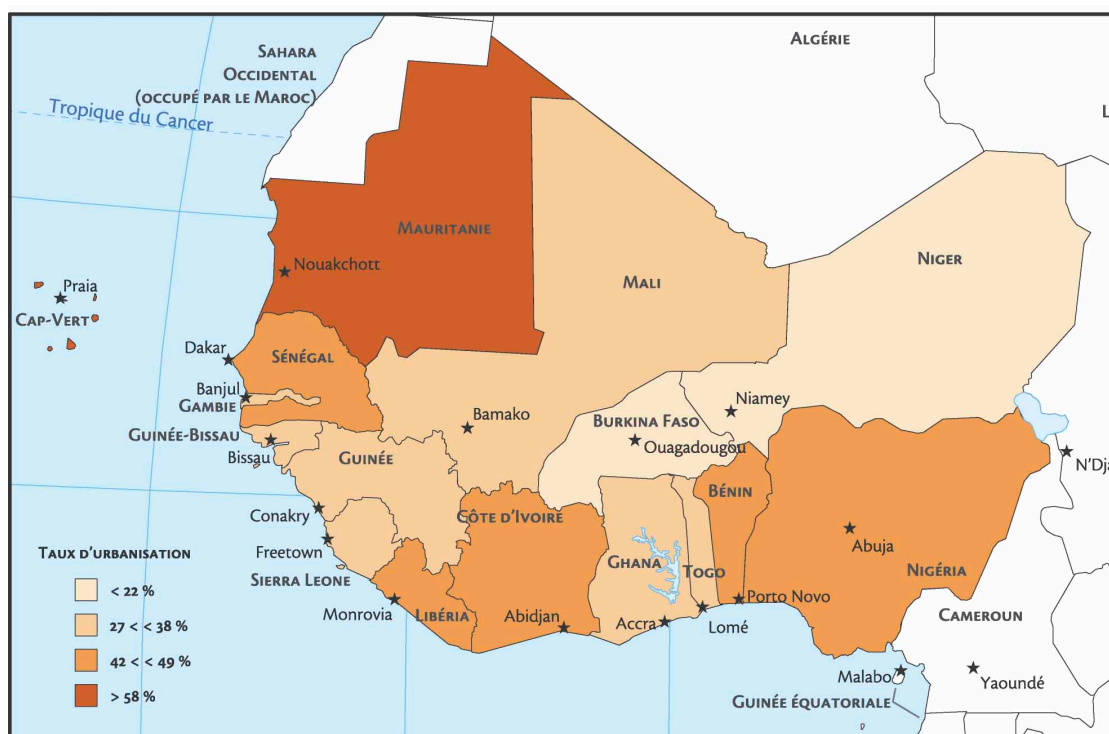 ALGÉRIE
SAHARA
OCCIDENTAL
(OCCUPÉ PAR LE MAROC)
Tropique du Cancer
L
MAURITANIE
NIGER
Nouakchott
MALI
Praia
CAP-VERT
Dakar
SÉNÉGAL
Banjul
GAMBIE
Niamey
Bamako
BURKINA FASO
GUINÉE-BISSAU
Ouagadougou
Bissau
GUINÉE
N'Dja
BÉNIN
Conakry
CÔTE D'IVOIRE
Abuja
Freetown
TAUX D'URBANISATION
GHANA
TOGO
NIGÉRIA
SIERRA LEONE
< 22 %
Porto Novo
Monrovia
LIBÉRIA
Abidjan
Accra
Lomé
CAMEROUN
27 < < 38 %
42 < < 49 %
Malabo
Yaoundé
> 58 %
GUINÉE ÉQUATORIALE